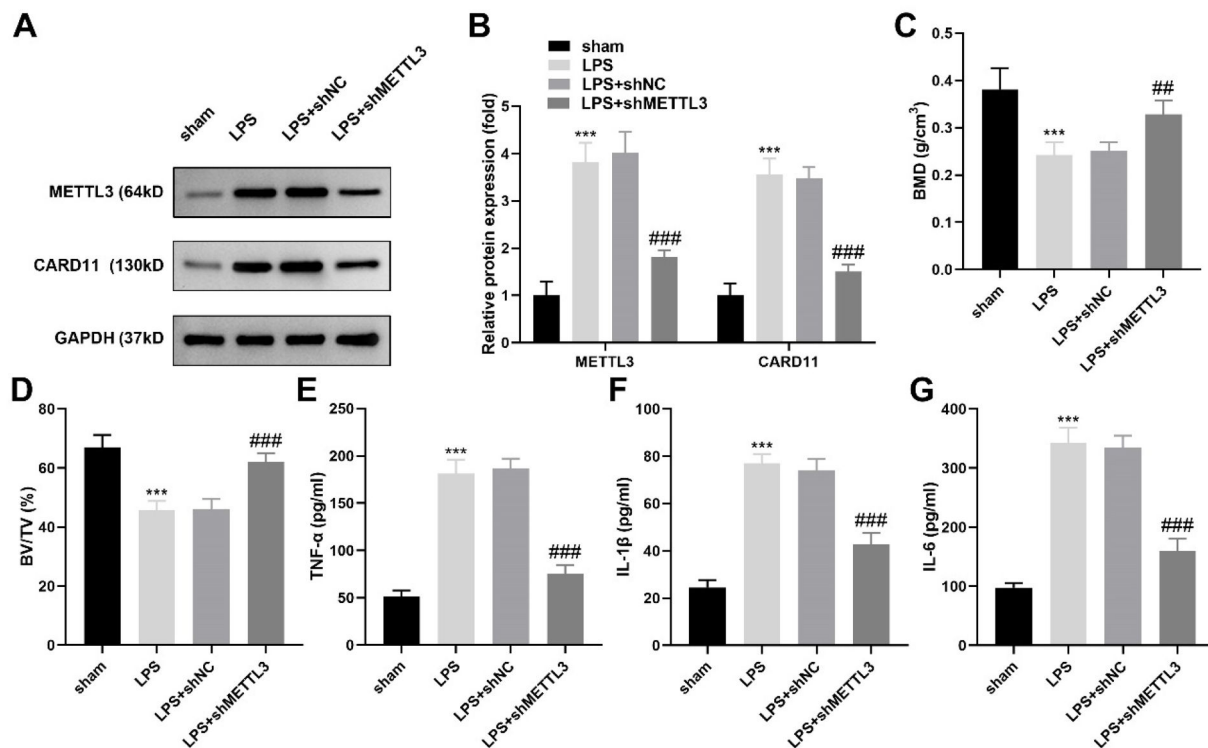 A
sham
LPS
LPS+shNC
LPS+shMETTL3
METTL3 (64kD
CARD11 (130kD
GAPDH (37kD
B
sham
LPS
LPS+shNC
LPS+shMETTL3
Relative protein expression (fold)
5
4
3
2
1
0
***
###
***
###
METTL3
CARD11
C
BMD (g/cm³)
0.5
0.4
0.3
0.2
0.1
0.0
***
##
sham
LPS
LPS+shNC
LPS+shMETTL3
D
BV/TV (%)
80
60
40
20
0
***
###
sham
LPS
LPS+shNC
LPS+shMETTL3
E
TNF-α (pg/ml)
250
200
150
100
50
0
***
###
sham
LPS
LPS+shNC
LPS+shMETTL3
F
IL-1β (pg/ml)
100
80
60
40
20
0
***
###
sham
LPS
LPS+shNC
LPS+shMETTL3
G
IL-6 (pg/ml)
400
300
200
100
0
***
###
sham
LPS
LPS+shNC
LPS+shMETTL3